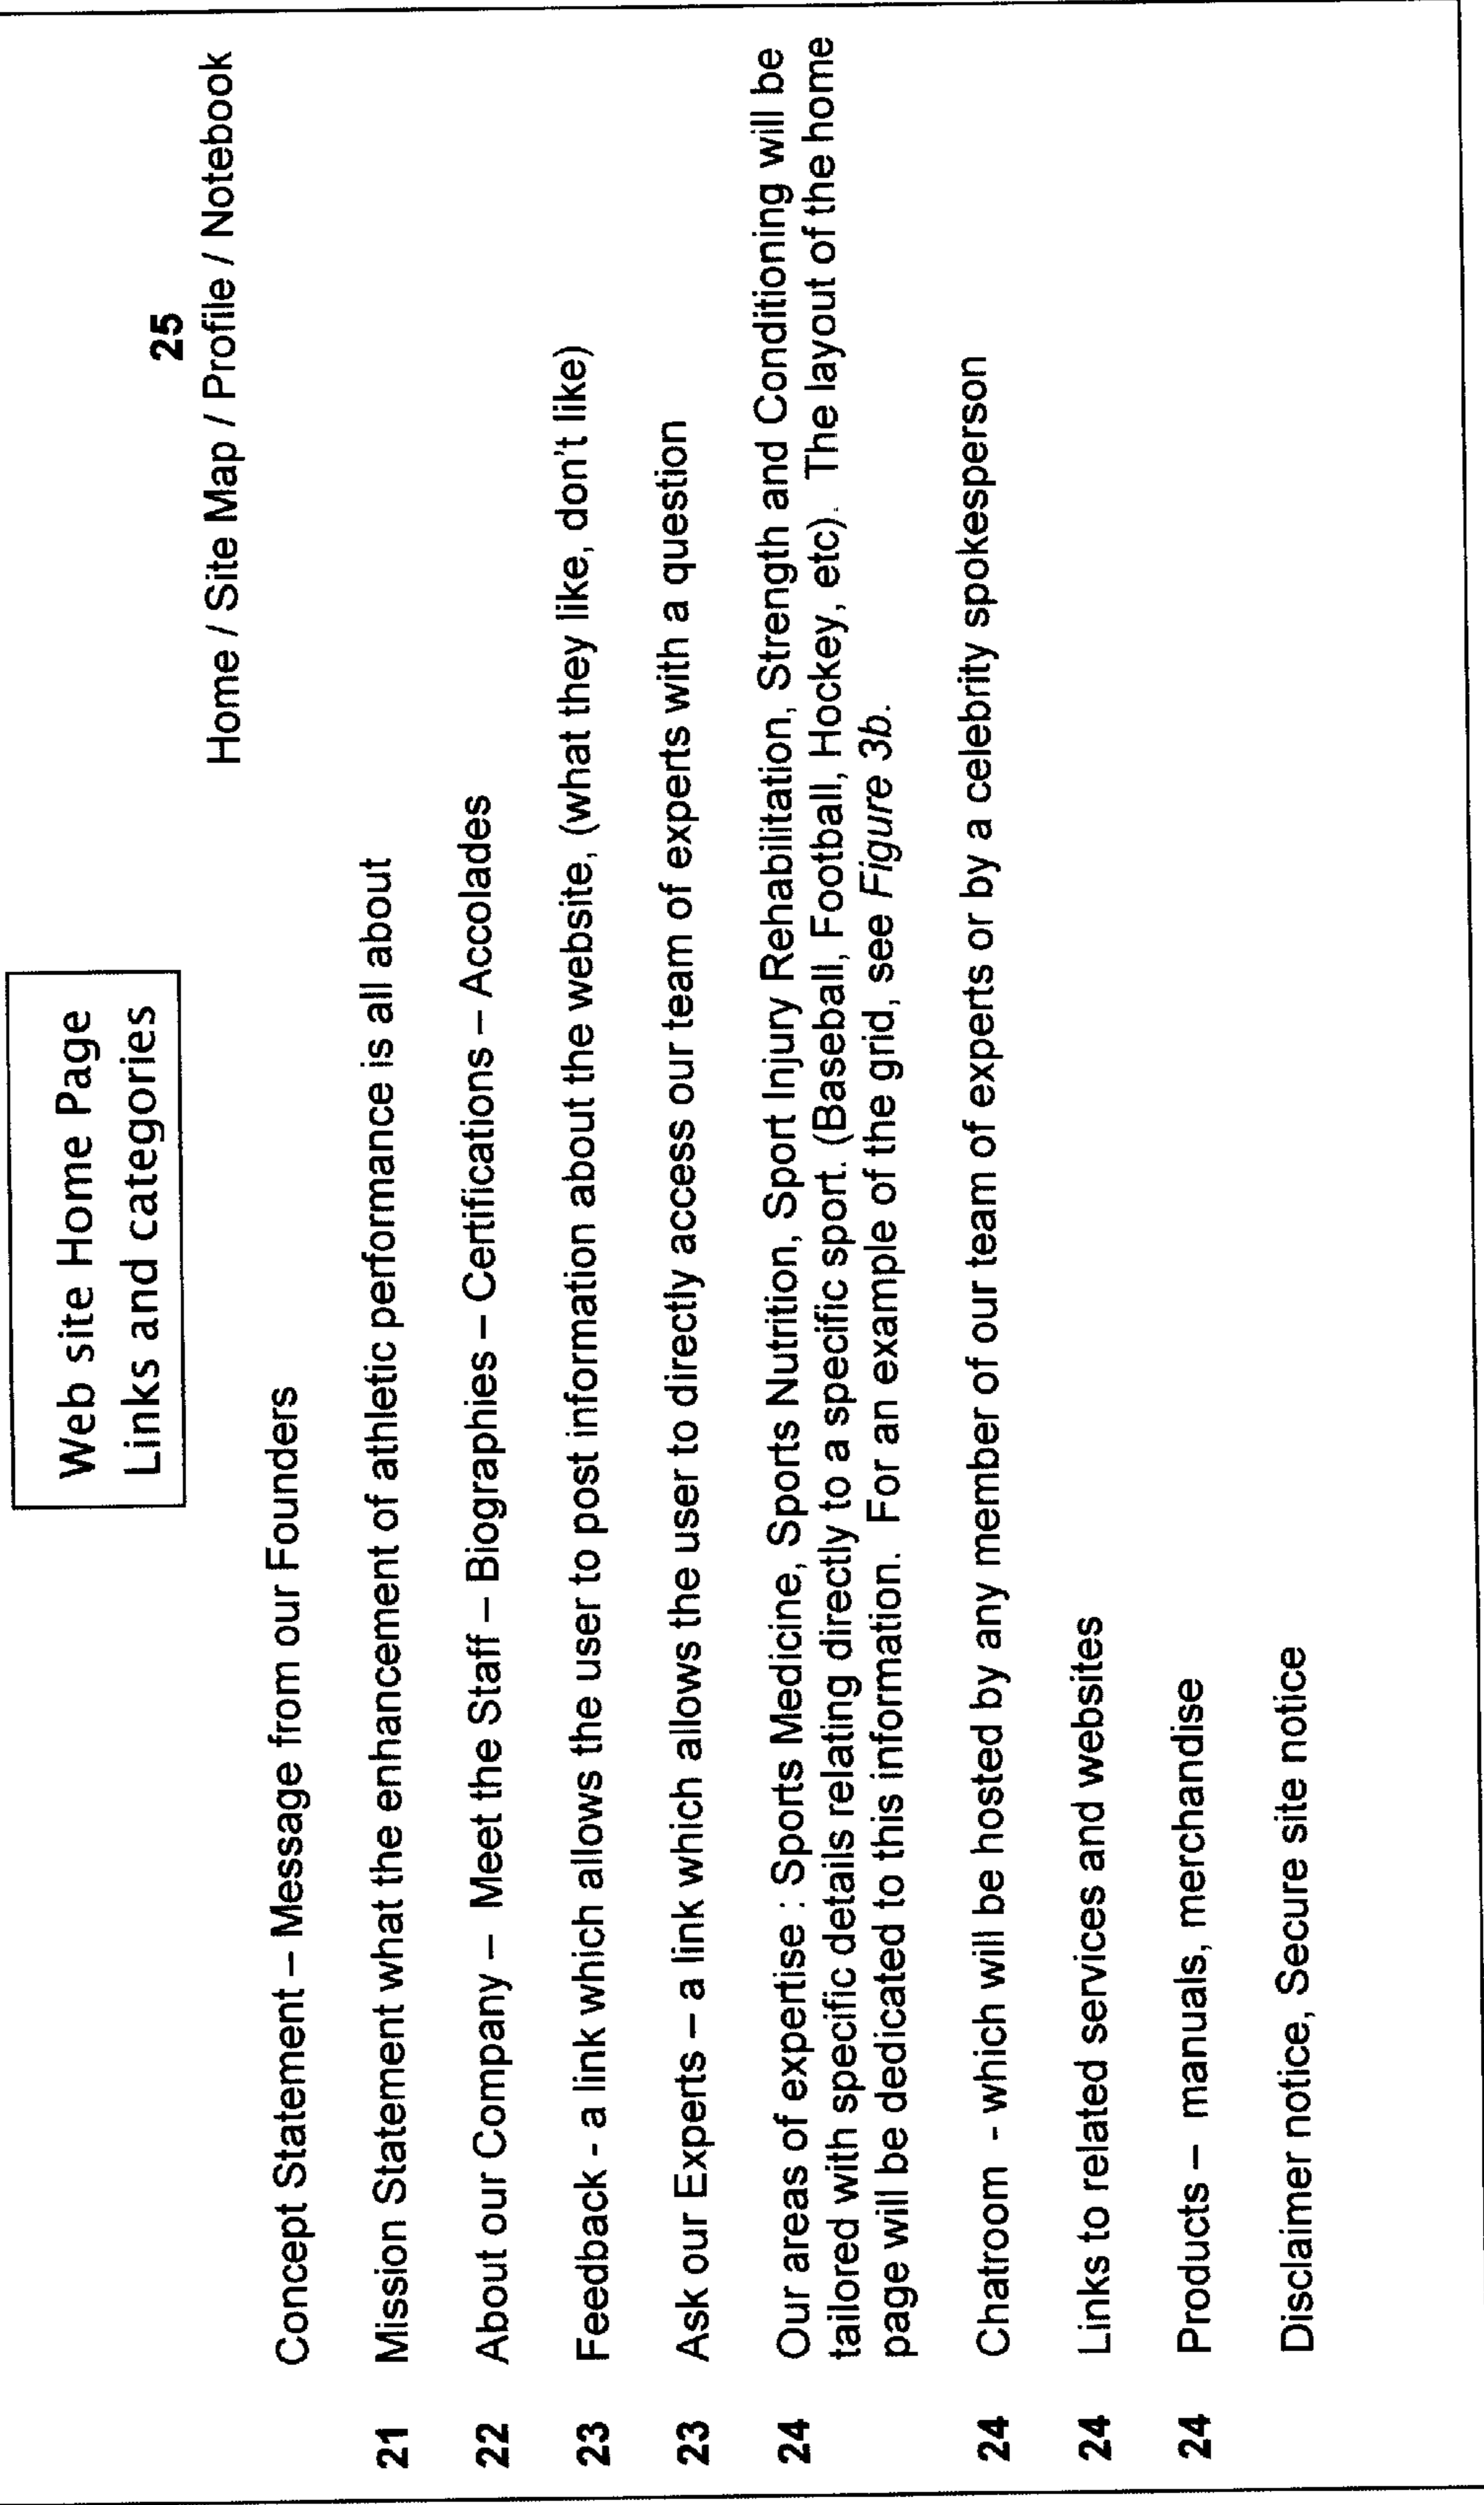 Web site Home Page
Links and categories
25
Home / Site Map / Profile / Notebook
Concept Statement – Message from our Founders
21 Mission Statement what the enhancement of athletic performance is all about
22 About our Company – Meet the Staff – Biographies – Certifications – Accolades
23 Feedback - a link which allows the user to post information about the website, (what they like, don't like)
23 Ask our Experts – a link which allows the user to directly access our team of experts with a question
24 Our areas of expertise : Sports Medicine, Sports Nutrition, Sport Injury Rehabilitation, Strength and Conditioning will be
tailored with specific details relating directly to a specific sport. (Baseball, Football, Hockey, etc). The layout of the home
page will be dedicated to this information. For an example of the grid, see Figure 3b.
24 Chatroom - which will be hosted by any member of our team of experts or by a celebrity spokesperson
24 Links to related services and websites
24 Products – manuals, merchandise
Disclaimer notice, Secure site notice